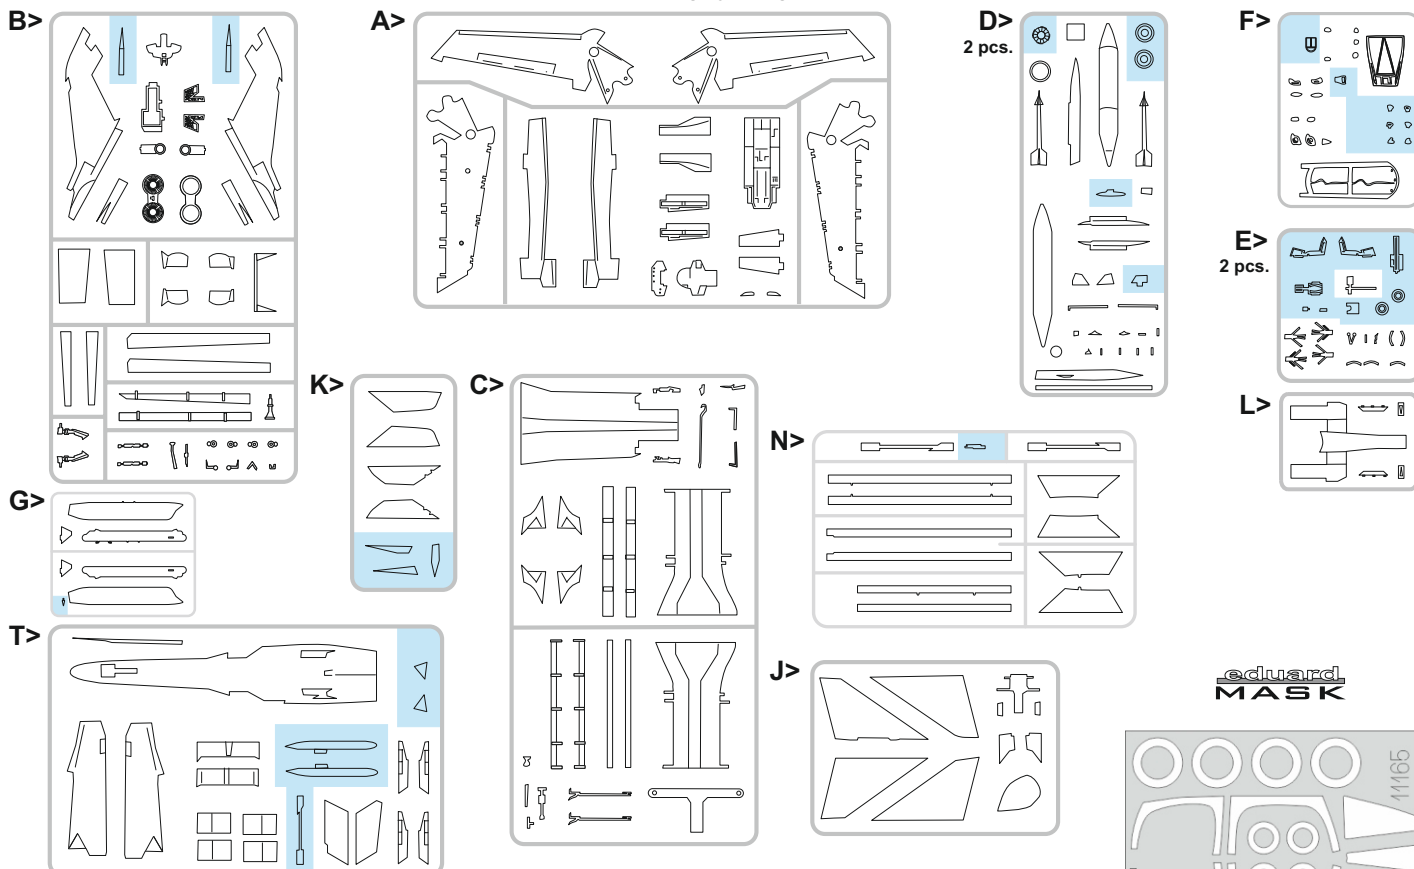 B>
A>
D>
2 pcs.
F>
E>
2 pcs.
K>
C>
L>
N>
G>
T>
J>
eduard
MASK
11165